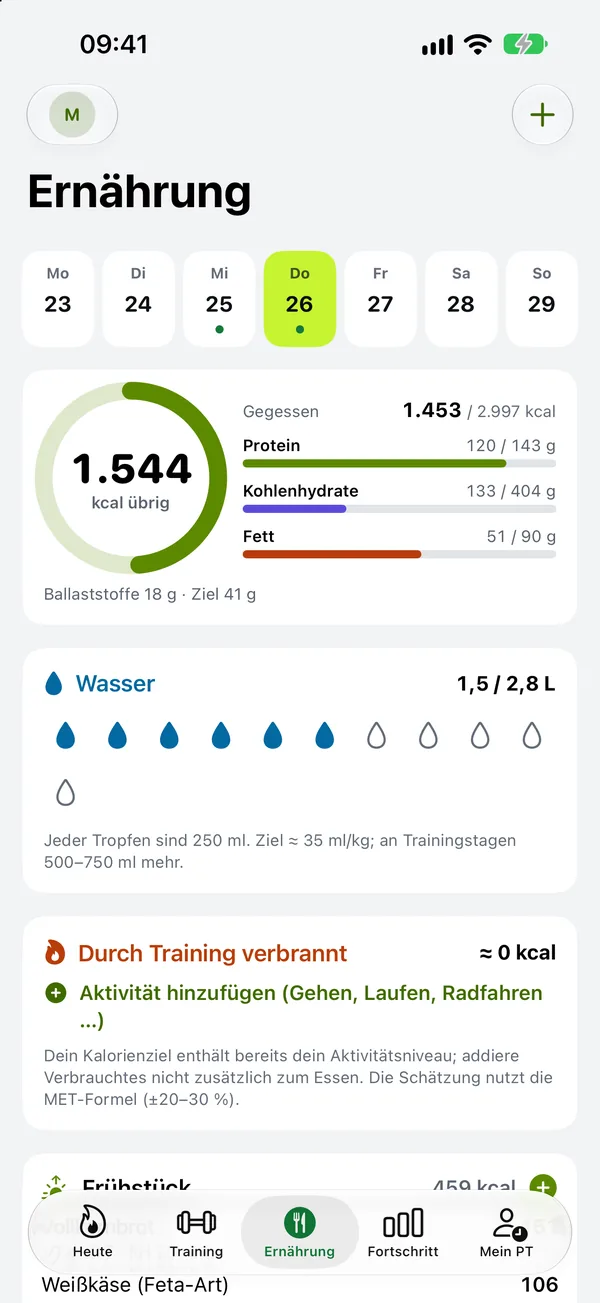 09:41
M
Ernährung
Mo Di Mi Do Fr Sa So
23 24 25 26 27 28 29
1.544
kcal übrig
Gegessen 1.453 / 2.997 kcal
Protein 120 / 143 g
Kohlenhydrate 133 / 404 g
Fett 51 / 90 g
Ballaststoffe 18 g · Ziel 41 g
Wasser 1,5 / 2,8 L
Jeder Tropfen sind 250 ml. Ziel ≈ 35 ml/kg; an Trainingstagen
500–750 ml mehr.
Durch Training verbrannt ≈ 0 kcal
Aktivität hinzufügen (Gehen, Laufen, Radfahren
...)
Dein Kalorienziel enthält bereits dein Aktivitätsniveau; addiere
Verbrauchtes nicht zusätzlich zum Essen. Die Schätzung nutzt die
MET-Formel (±20–30 %).
Frühstück 459 kcal
Heute Training Ernährung Fortschritt Mein PT
Weißkäse (Feta-Art) 106